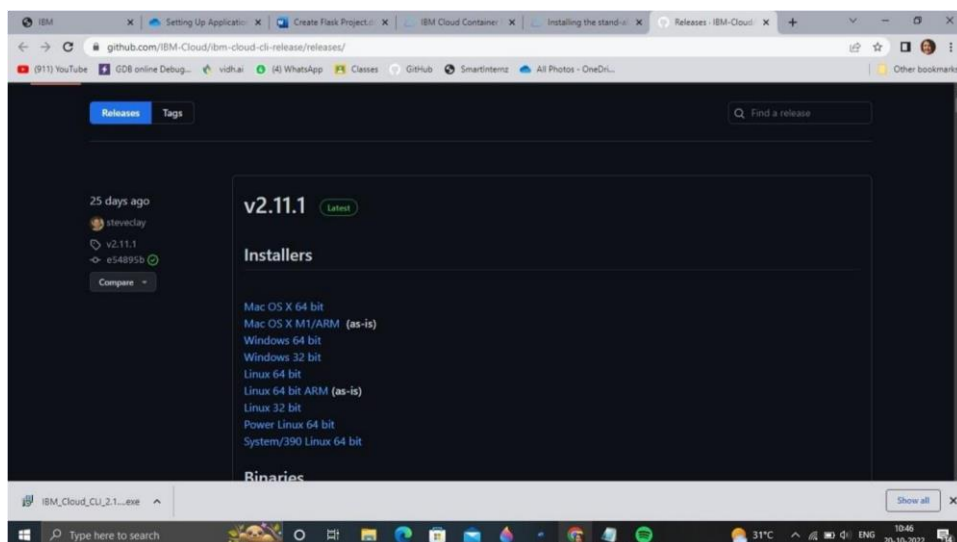 IBM
Setting Up Applicatio
Create Flask Project.d
IBM Cloud Container
Installing the stand-al
Releases - IBM-Cloud
github.com/IBM-Cloud/ibm-cloud-cli-release/releases/
(911) YouTube
GDB online Debug...
vidh.ai
(4) WhatsApp
Classes
GitHub
SmartInternz
All Photos - OneDri...
Other bookmarks
Releases
Tags
Find a release
25 days ago
steveclay
v2.11.1
e54895b
Compare
v2.11.1 Latest
Installers
Mac OS X 64 bit
Mac OS X M1/ARM (as-is)
Windows 64 bit
Windows 32 bit
Linux 64 bit
Linux 64 bit ARM (as-is)
Linux 32 bit
Power Linux 64 bit
System/390 Linux 64 bit
Binaries
IBM_Cloud_CLI_2.1....exe
Show all
Type here to search
31°C
ENG
10:46
20-10-2022